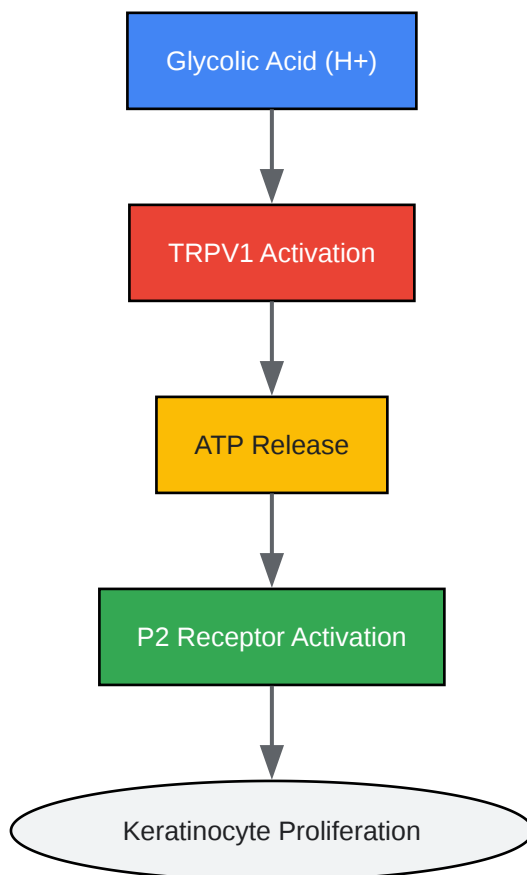 Glycolic Acid (H+)
TRPV1 Activation
ATP Release
P2 Receptor Activation
Keratinocyte Proliferation